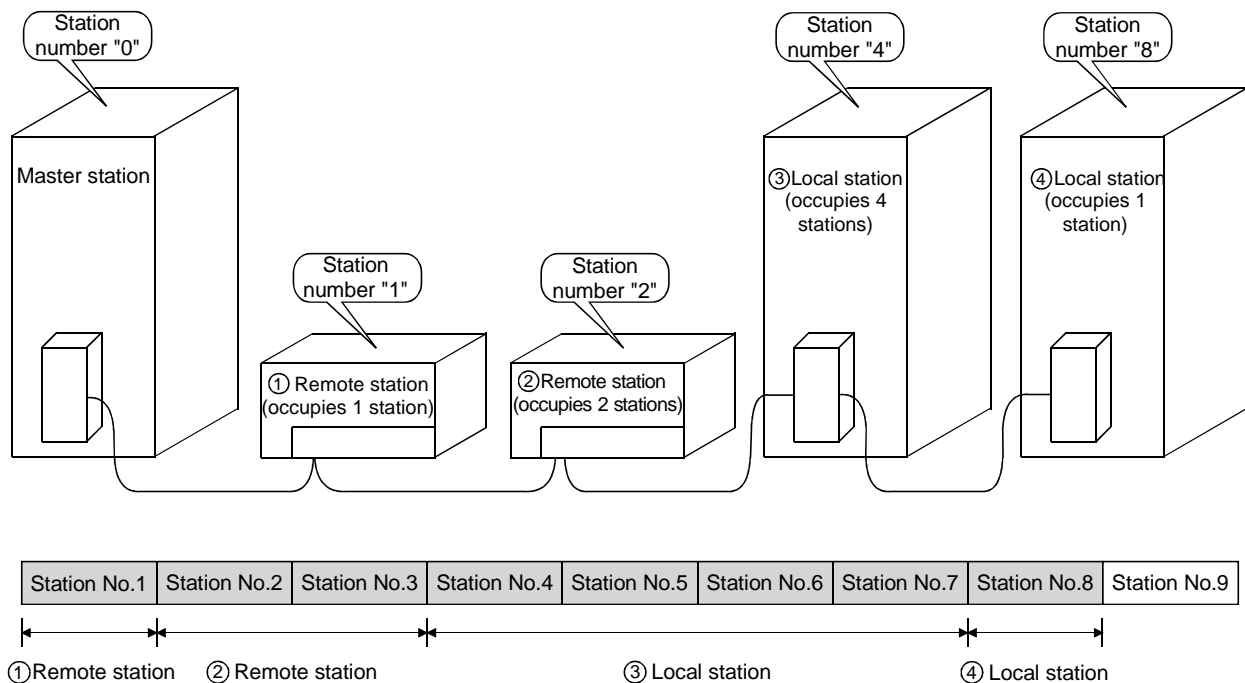 Station
number "0"
Station
number "4"
Station
number "8"
Master station
③Local station
(occupies 4
stations)
④Local station
(occupies 1
station)
Station
number "1"
Station
number "2"
① Remote station
(occupies 1 station)
②Remote station
(occupies 2 stations)
Station No.1 Station No.2 Station No.3 Station No.4 Station No.5 Station No.6 Station No.7 Station No.8 Station No.9
①Remote station ② Remote station ③ Local station ④ Local station